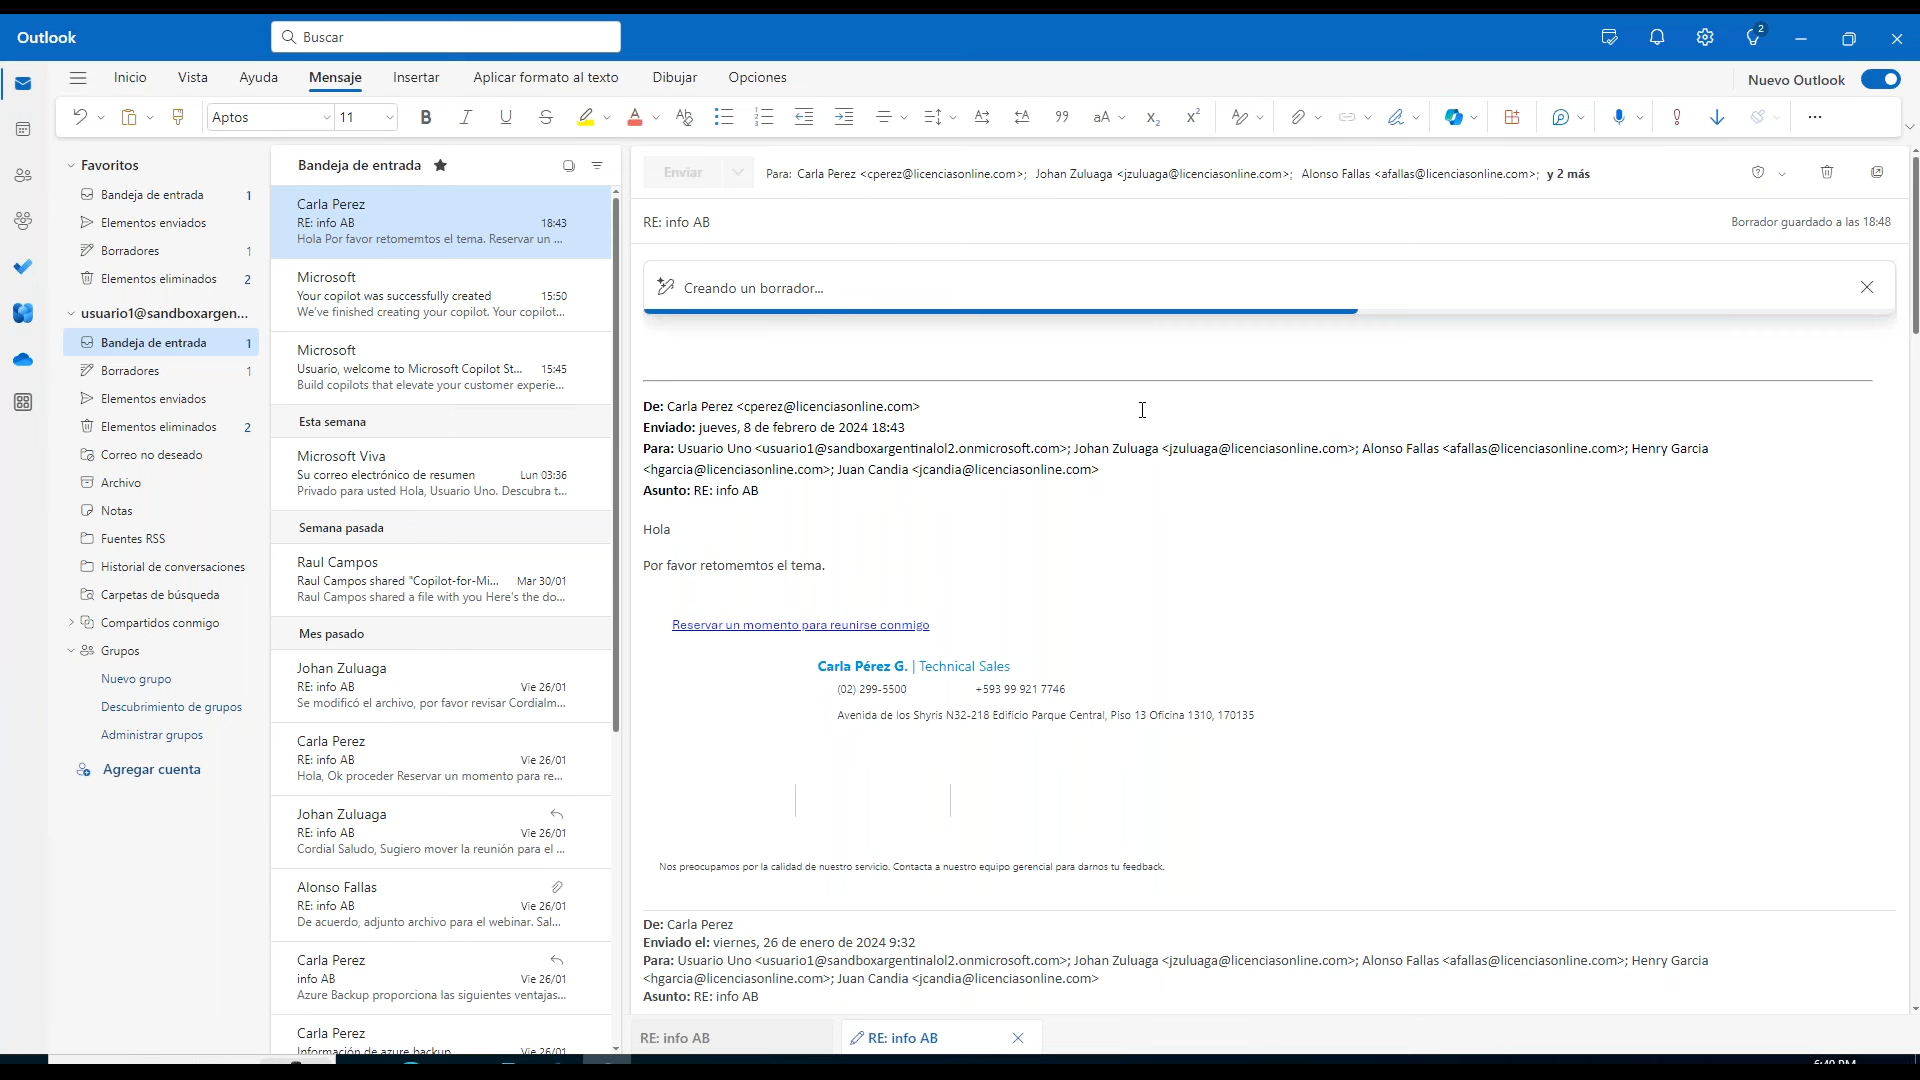 Outlook
Buscar
2
Inicio Vista Ayuda Mensaje Insertar Aplicar formato al texto Dibujar Opciones
Nuevo Outlook
Aptos 11
Favoritos
Bandeja de entrada 1
Elementos enviados
Borradores 1
Elementos eliminados 2
usuario1@sandboxargen...
Bandeja de entrada 1
Borradores 1
Elementos enviados
Elementos eliminados 2
Correo no deseado
Archivo
Notas
Fuentes RSS
Historial de conversaciones
Carpetas de búsqueda
Compartidos conmigo
Grupos
Nuevo grupo
Descubrimiento de grupos
Administrar grupos
Agregar cuenta
Bandeja de entrada
Carla Perez
RE: info AB 18:43
Hola Por favor retomemtos el tema. Reservar un ...
Microsoft
Your copilot was successfully created 15:50
We've finished creating your copilot. Your copilot...
Microsoft
Usuario, welcome to Microsoft Copilot St... 15:45
Build copilots that elevate your customer experie...
Esta semana
Microsoft Viva
Su correo electrónico de resumen Lun 03:36
Privado para usted Hola, Usuario Uno. Descubra t...
Semana pasada
Raul Campos
Raul Campos shared "Copilot-for-Mi... Mar 30/01
Raul Campos shared a file with you Here's the do...
Mes pasado
Johan Zuluaga
RE: info AB Vie 26/01
Se modificó el archivo, por favor revisar Cordialm...
Carla Perez
RE: info AB Vie 26/01
Hola, Ok proceder Reservar un momento para re...
Johan Zuluaga
RE: info AB Vie 26/01
Cordial Saludo, Sugiero mover la reunión para el ...
Alonso Fallas
RE: info AB Vie 26/01
De acuerdo, adjunto archivo para el webinar. Sal...
Carla Perez
info AB Vie 26/01
Azure Backup proporciona las siguientes ventajas...
Carla Perez
Información de azure backup Vie 26/01
Enviar
Para: Carla Perez <cperez@licenciasonline.com>; Johan Zuluaga <jzuluaga@licenciasonline.com>; Alonso Fallas <afallas@licenciasonline.com>; y 2 más
RE: info AB
Borrador guardado a las 18:48
Creando un borrador...
De: Carla Perez <cperez@licenciasonline.com>
Enviado: jueves, 8 de febrero de 2024 18:43
Para: Usuario Uno <usuario1@sandboxargentinalol2.onmicrosoft.com>; Johan Zuluaga <jzuluaga@licenciasonline.com>; Alonso Fallas <afallas@licenciasonline.com>; Henry Garcia
<hgarcia@licenciasonline.com>; Juan Candia <jcandia@licenciasonline.com>
Asunto: RE: info AB
Hola
Por favor retomemtos el tema.
Reservar un momento para reunirse conmigo
Carla Pérez G. | Technical Sales
(02) 299-5500 +593 99 921 7746
Avenida de los Shyris N32-218 Edificio Parque Central, Piso 13 Oficina 1310, 170135
Nos preocupamos por la calidad de nuestro servicio. Contacta a nuestro equipo gerencial para darnos tu feedback.
De: Carla Perez
Enviado el: viernes, 26 de enero de 2024 9:32
Para: Usuario Uno <usuario1@sandboxargentinalol2.onmicrosoft.com>; Johan Zuluaga <jzuluaga@licenciasonline.com>; Alonso Fallas <afallas@licenciasonline.com>; Henry Garcia
<hgarcia@licenciasonline.com>; Juan Candia <jcandia@licenciasonline.com>
Asunto: RE: info AB
RE: info AB
RE: info AB